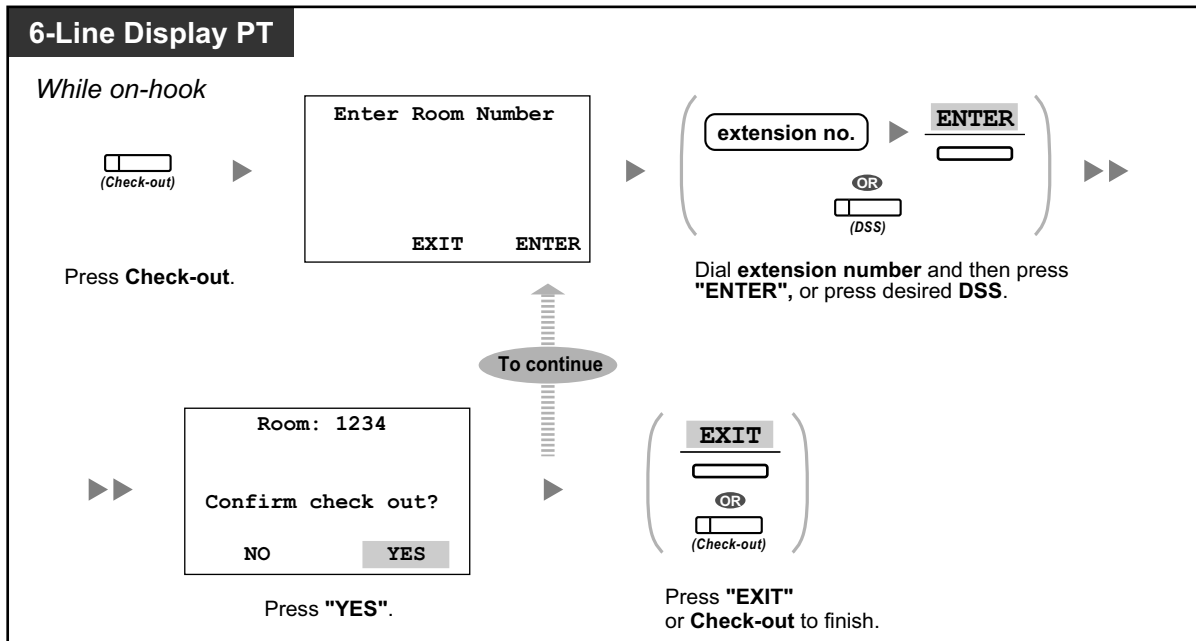 6-Line Display PT
While on-hook
(Check-out)
Press Check-out.
Enter Room Number
EXIT ENTER
extension no.
ENTER
OR
(DSS)
Dial extension number and then press
"ENTER", or press desired DSS.
To continue
Room: 1234
Confirm check out?
NO YES
Press "YES".
EXIT
OR
(Check-out)
Press "EXIT"
or Check-out to finish.